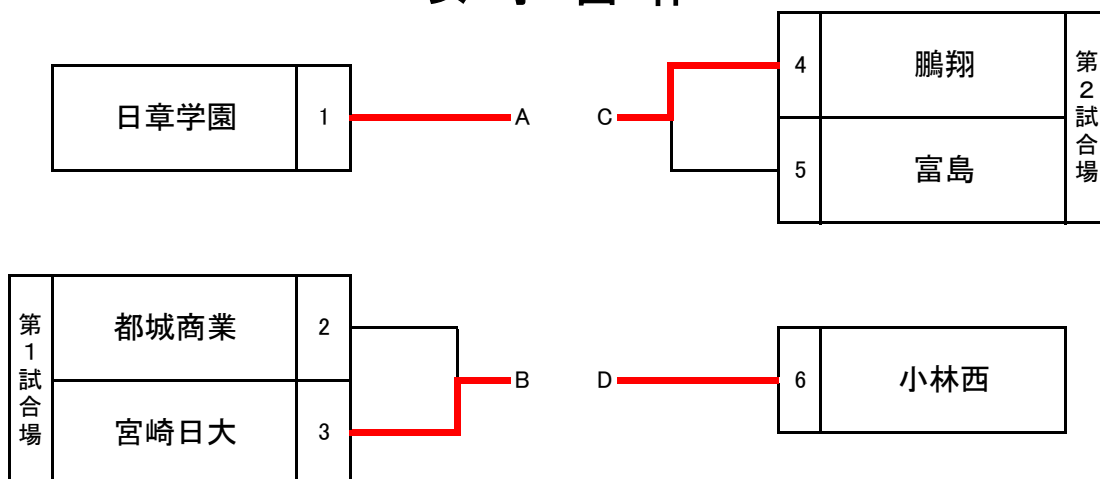 日章学園 1 A
C 4 鵬翔
5 富島
第2試合場
第1試合場
都城商業 2
宮崎日大 3
B
D 6 小林西